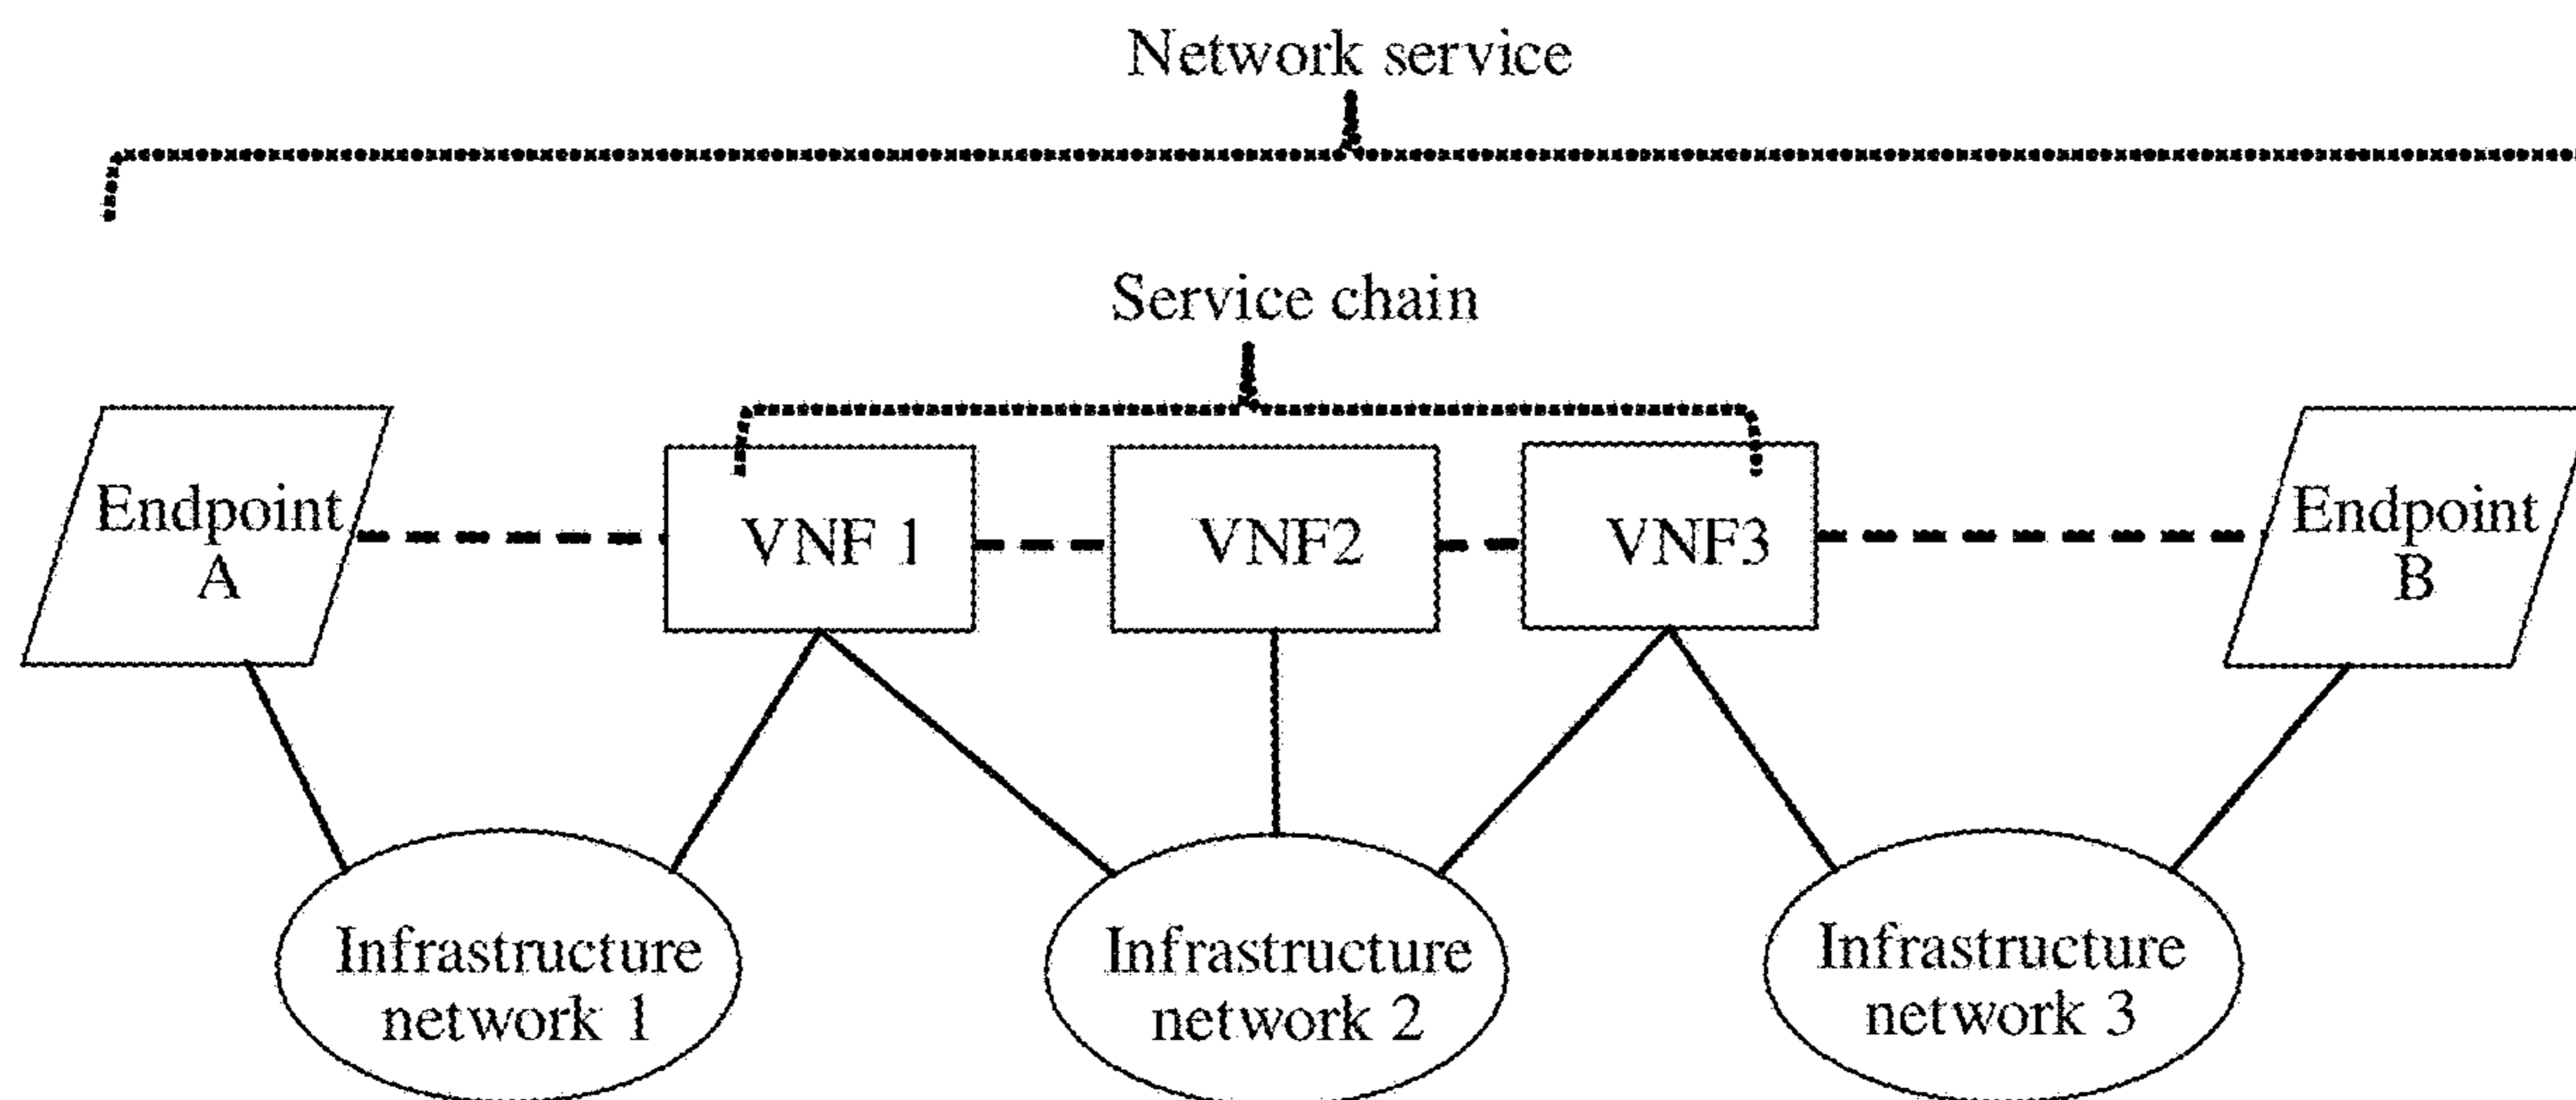 Network service
Service chain
Endpoint
A
VNF 1
VNF2
VNF3
Endpoint
B
Infrastructure
network 1
Infrastructure
network 2
Infrastructure
network 3